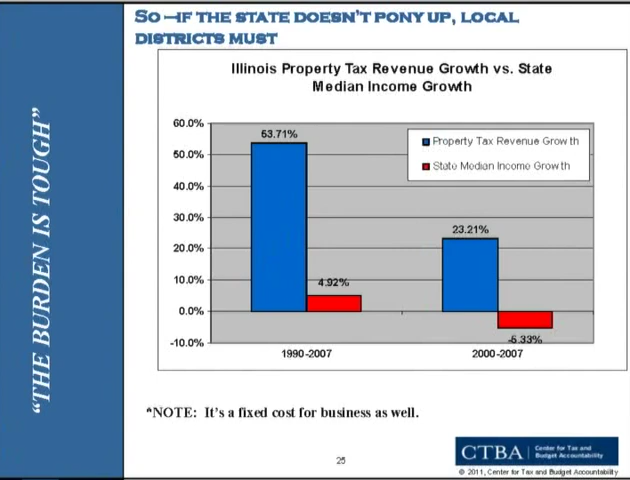 SO—IF THE STATE DOESN'T PONY UP, LOCAL
DISTRICTS MUST
"THE BURDEN IS TOUGH"
Illinois Property Tax Revenue Growth vs. State
Median Income Growth
60.0%
50.0%
40.0%
30.0%
20.0%
10.0%
0.0%
-10.0%
53.71%
4.92%
23.21%
-5.33%
Property Tax Revenue Growth
State Median Income Growth
1990-2007
2000-2007
*NOTE: It's a fixed cost for business as well.
25
CTBA
Center for Tax and
Budget Accountability
© 2011, Center for Tax and Budget Accountability